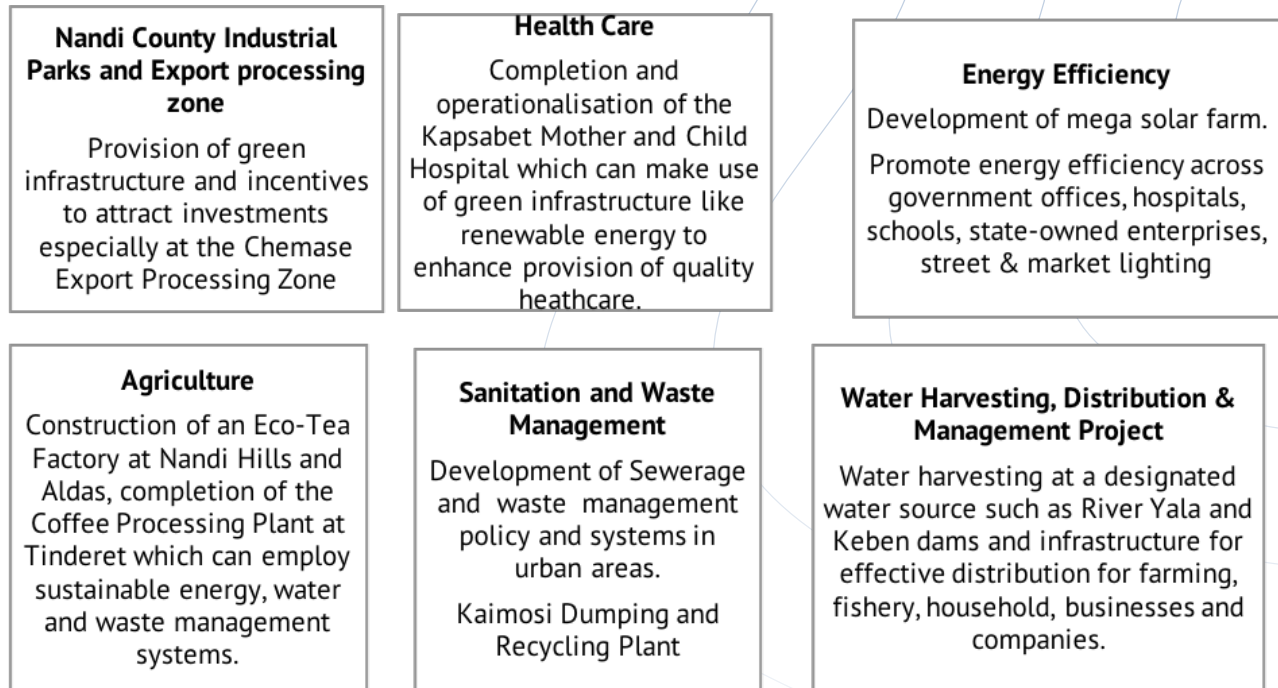 Nandi County Industrial
Parks and Export processing
zone
Provision of green
infrastructure and incentives
to attract investments
especially at the Chemase
Export Processing Zone
Health Care
Completion and
operationalisation of the
Kapsabet Mother and Child
Hospital which can make use
of green infrastructure like
renewable energy to
enhance provision of quality
heathcare.
Energy Efficiency
Development of mega solar farm.
Promote energy efficiency across
government offices, hospitals,
schools, state-owned enterprises,
street & market lighting
Agriculture
Construction of an Eco-Tea
Factory at Nandi Hills and
Aldas, completion of the
Coffee Processing Plant at
Tinderet which can employ
sustainable energy, water
and waste management
systems.
Sanitation and Waste
Management
Development of Sewerage
and waste management
policy and systems in
urban areas.
Kaimosi Dumping and
Recycling Plant
Water Harvesting, Distribution &
Management Project
Water harvesting at a designated
water source such as River Yala and
Keben dams and infrastructure for
effective distribution for farming,
fishery, household, businesses and
companies.